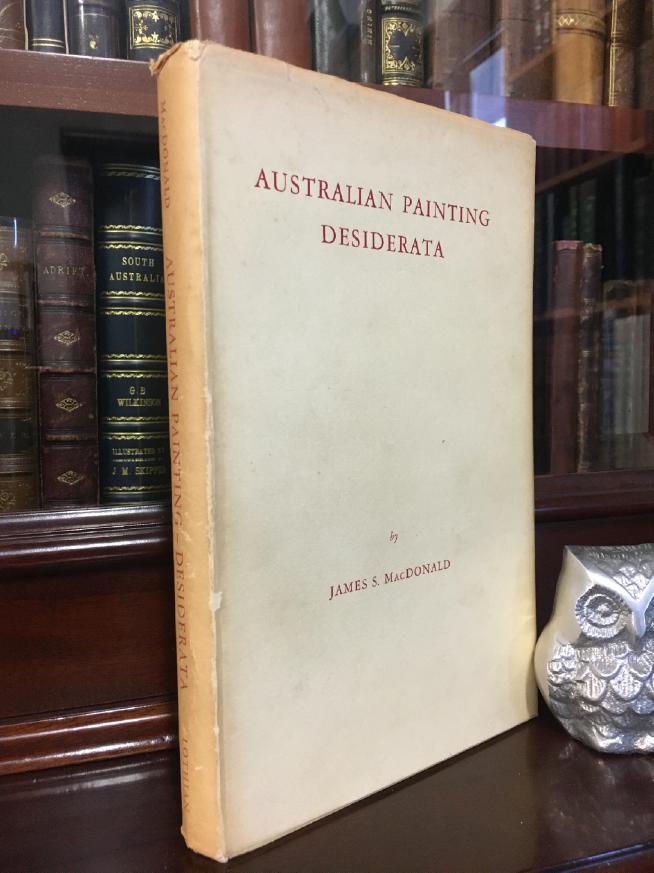 AUSTRALIAN PAINTING
DESIDERATA
by
JAMES S. MACDONALD
MACDONALD AUSTRALIAN PAINTING–DESIDERATA LOTHIAN
ADRIFT
SOUTH
AUSTRALIA
G.B
WILKINSON
ILLUSTRATED BY
J M SKIPPER